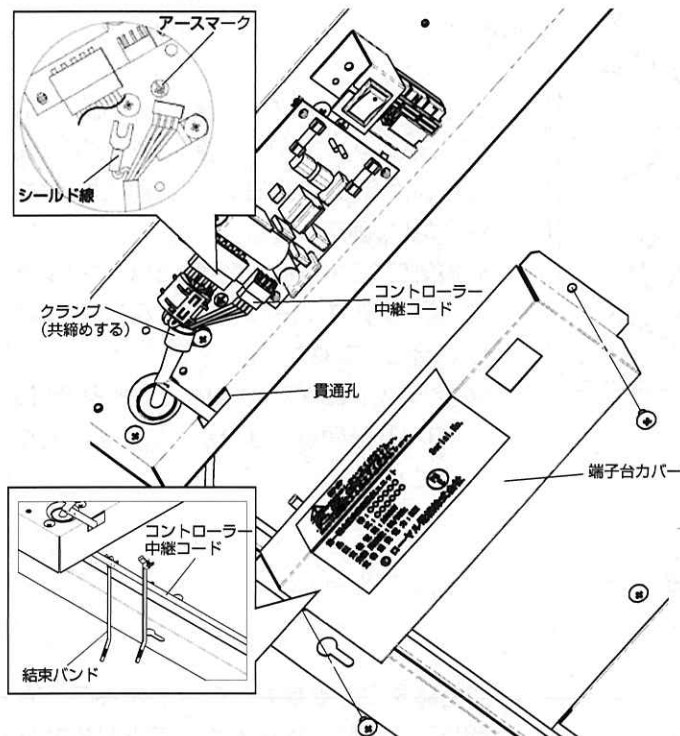 アースマーク
シールド線
クランプ
(共締めする)
コントローラー
中継コード
貫通孔
Serial.No.
端子台カバー
コントローラー
中継コード
結束バンド